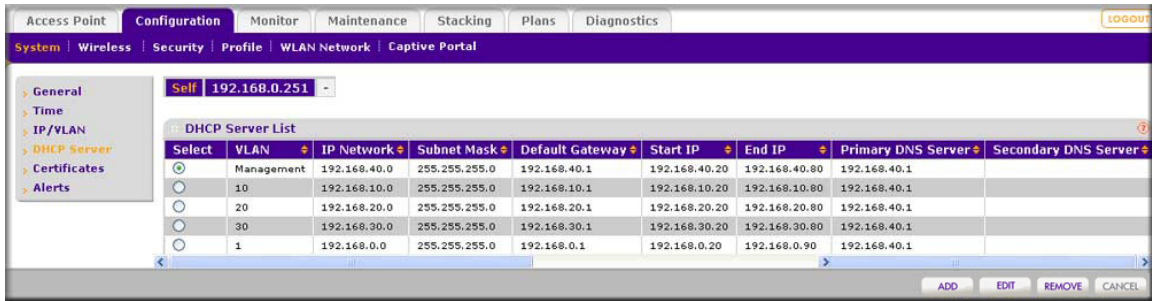 Access Point Configuration Monitor Maintenance Stacking Plans Diagnostics LOGOUT
System Wireless Security Profile WLAN Network Captive Portal
Self 192.168.0.251 -
General
Time
IP/VLAN
DHCP Server
Certificates
Alerts
DHCP Server List ?
Select VLAN IP Network Subnet Mask Default Gateway Start IP End IP Primary DNS Server Secondary DNS Server
Management 192.168.40.0 255.255.255.0 192.168.40.1 192.168.40.20 192.168.40.80 192.168.40.1
10 192.168.10.0 255.255.255.0 192.168.10.1 192.168.10.20 192.168.10.80 192.168.40.1
20 192.168.20.0 255.255.255.0 192.168.20.1 192.168.20.20 192.168.20.80 192.168.40.1
30 192.168.30.0 255.255.255.0 192.168.30.1 192.168.30.20 192.168.30.80 192.168.40.1
1 192.168.0.0 255.255.255.0 192.168.0.1 192.168.0.20 192.168.0.90 192.168.40.1
ADD EDIT REMOVE CANCEL